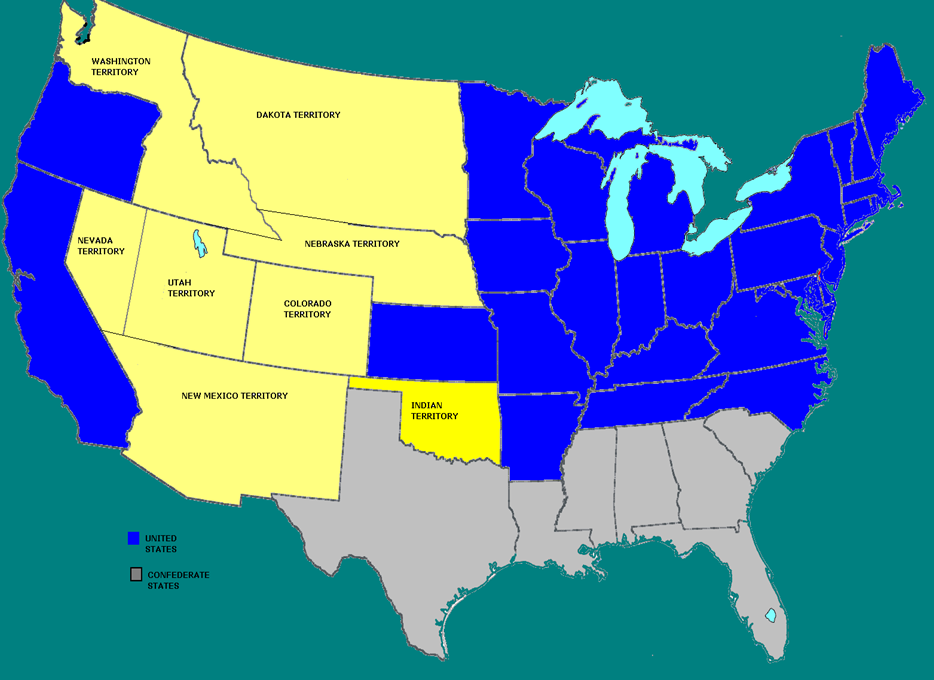 WASHINGTON
TERRITORY
DAKOTA TERRITORY
NEVADA
TERRITORY
NEBRASKA TERRITORY
UTAH
TERRITORY
COLORADO
TERRITORY
NEW MEXICO TERRITORY
INDIAN
TERRITORY
UNITED
STATES
CONFEDERATE
STATES